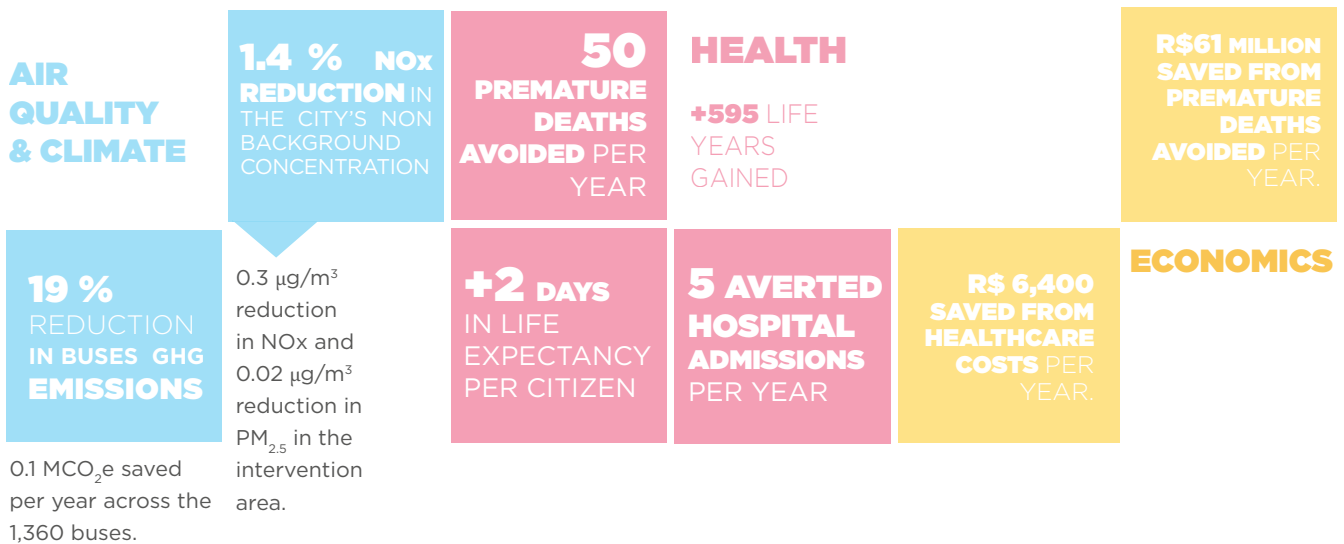 AIR
QUALITY
& CLIMATE
1.4 % NOx
REDUCTION IN
THE CITY'S NON
BACKGROUND
CONCENTRATION
50
PREMATURE
DEATHS
AVOIDED PER
YEAR
HEALTH
+595 LIFE
YEARS
GAINED
R$61 MILLION
SAVED FROM
PREMATURE
DEATHS
AVOIDED PER
YEAR.
19 %
REDUCTION
IN BUSES GHG
EMISSIONS
0.1 MCO₂e saved
per year across the
1,360 buses.
0.3 µg/m³
reduction
in NOx and
0.02 µg/m³
reduction in
PM₂.₅ in the
intervention
area.
+2 DAYS
IN LIFE
EXPECTANCY
PER CITIZEN
5 AVERTED
HOSPITAL
ADMISSIONS
PER YEAR
R$ 6,400
SAVED FROM
HEALTHCARE
COSTS PER
YEAR.
ECONOMICS